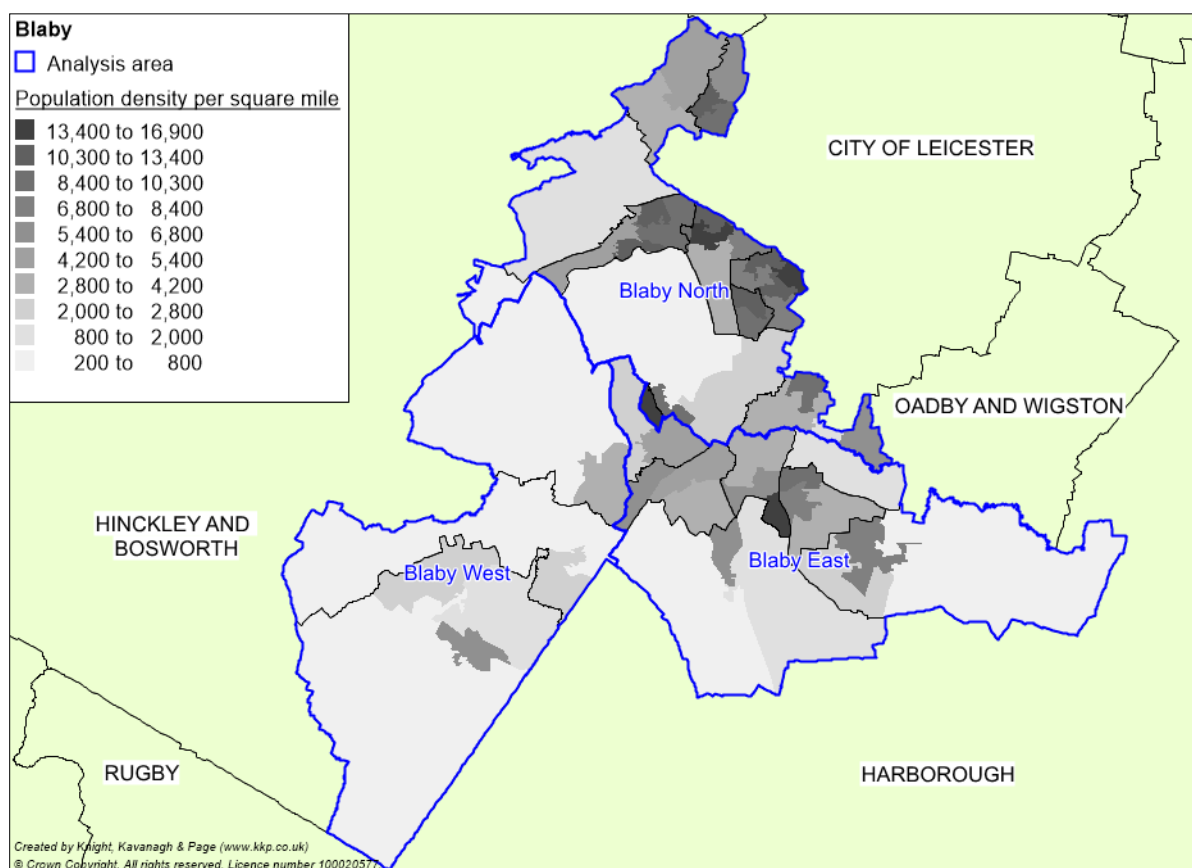 Blaby
Analysis area
Population density per square mile
13,400 to 16,900
10,300 to 13,400
8,400 to 10,300
6,800 to 8,400
5,400 to 6,800
4,200 to 5,400
2,800 to 4,200
2,000 to 2,800
800 to 2,000
200 to 800
CITY OF LEICESTER
Blaby North
OADBY AND WIGSTON
HINCKLEY AND
BOSWORTH
Blaby West
Blaby East
RUGBY
HARBOROUGH
Created by Knight, Kavanagh & Page (www.kkp.co.uk)
© Crown Copyright. All rights reserved. Licence number 100020577